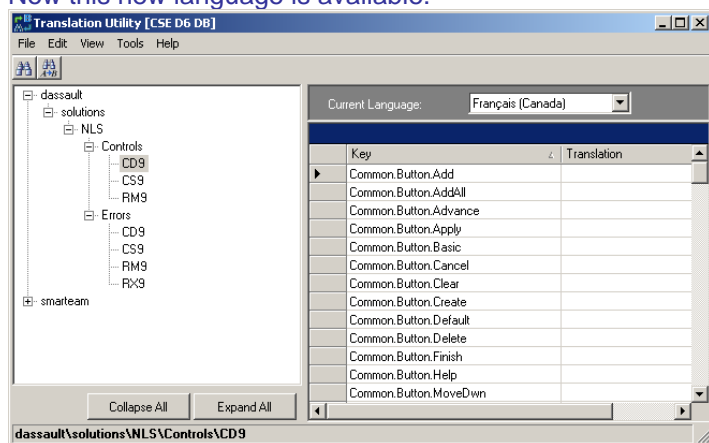 Now this new language is available.
Translation Utility [CSE D6 DB]
File Edit View Tools Help
A+B
dassault
solutions
NLS
Controls
CD9
CS9
RM9
Errors
CD9
CS9
RM9
RX9
smarteam
Collapse All Expand All
Current Language: Français (Canada)
Key Translation
Common.Button.Add
Common.Button.AddAll
Common.Button.Advance
Common.Button.Apply
Common.Button.Basic
Common.Button.Cancel
Common.Button.Clear
Common.Button.Create
Common.Button.Default
Common.Button.Delete
Common.Button.Finish
Common.Button.Help
Common.Button.MoveDwn
dassault\solutions\NLS\Controls\CD9